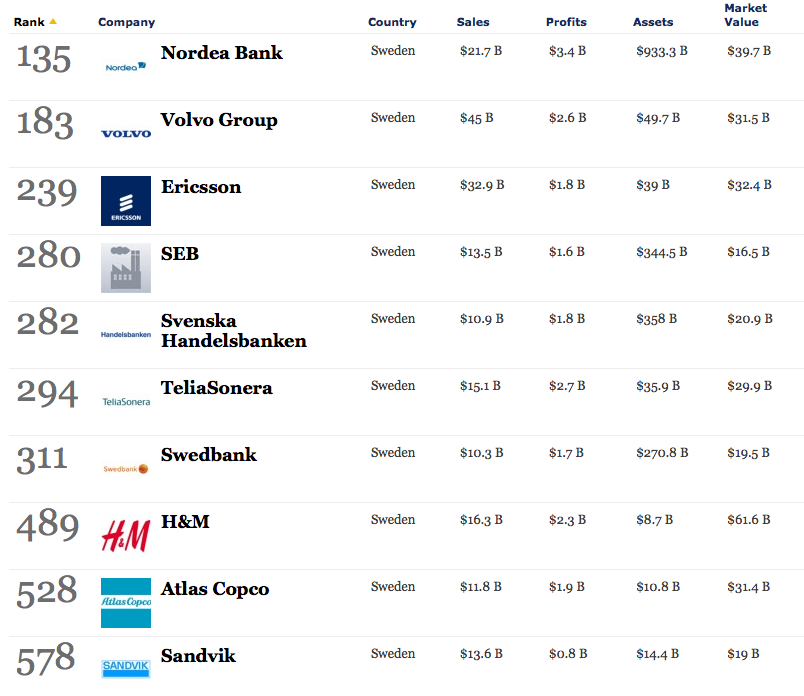 Rank Company Country Sales Profits Assets Market Value
135 Nordea Nordea Bank Sweden $21.7 B $3.4 B $933.3 B $39.7 B
183 VOLVO Volvo Group Sweden $45 B $2.6 B $49.7 B $31.5 B
239 ERICSSON Ericsson Sweden $32.9 B $1.8 B $39 B $32.4 B
280 SEB Sweden $13.5 B $1.6 B $344.5 B $16.5 B
282 Handelsbanken Svenska Handelsbanken Sweden $10.9 B $1.8 B $358 B $20.9 B
294 TeliaSonera TeliaSonera Sweden $15.1 B $2.7 B $35.9 B $29.9 B
311 Swedbank Swedbank Sweden $10.3 B $1.7 B $270.8 B $19.5 B
489 H&M H&M Sweden $16.3 B $2.3 B $8.7 B $61.6 B
528 Atlas Copco Atlas Copco Sweden $11.8 B $1.9 B $10.8 B $31.4 B
578 SANDVIK Sandvik Sweden $13.6 B $0.8 B $14.4 B $19 B